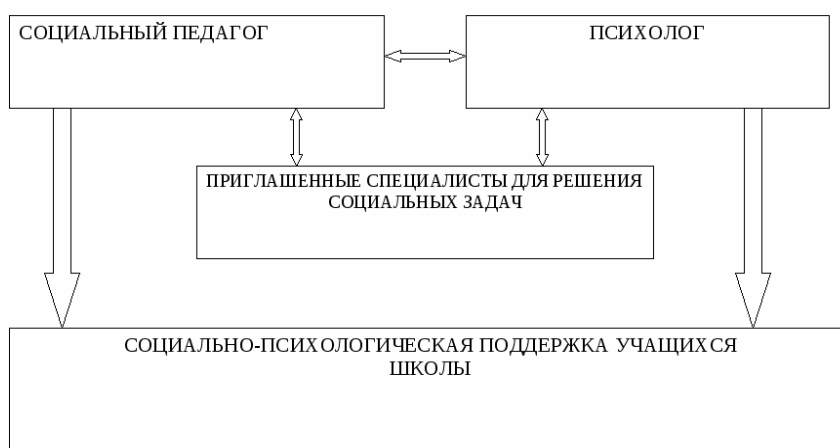 СОЦИАЛЬНЫЙ ПЕДАГОГ
ПСИХОЛОГ
ПРИГЛАШЕННЫЕ СПЕЦИАЛИСТЫ ДЛЯ РЕШЕНИЯ
СОЦИАЛЬНЫХ ЗАДАЧ
СОЦИАЛЬНО-ПСИХОЛОГИЧЕСКАЯ ПОДДЕРЖКА УЧАЩИХСЯ
ШКОЛЫ